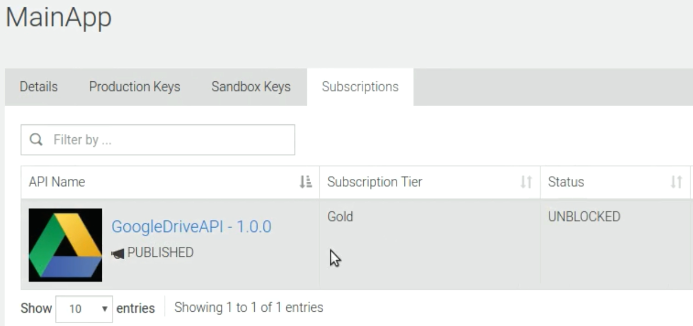 MainApp
Details Production Keys Sandbox Keys Subscriptions
Filter by ...
API Name Subscription Tier Status
GoogleDriveAPI - 1.0.0 Gold UNBLOCKED
PUBLISHED
Show 10 entries Showing 1 to 1 of 1 entries